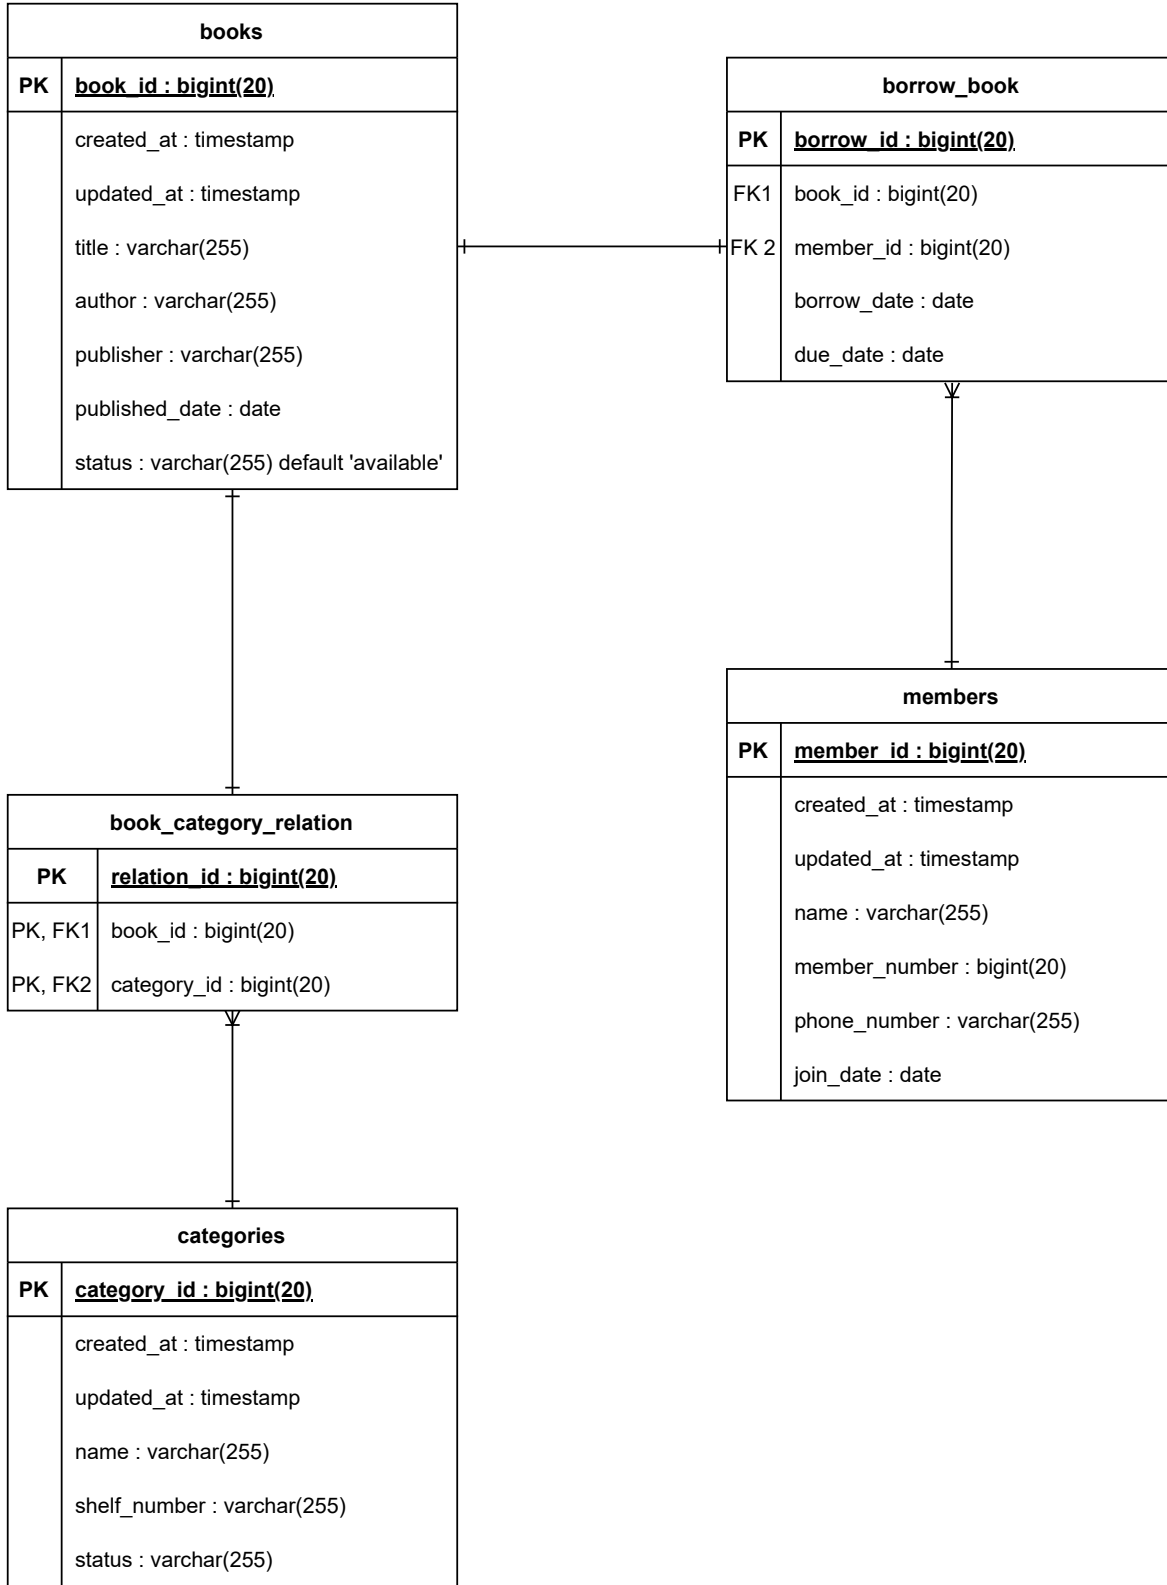 books
PK book_id : bigint(20)
created_at : timestamp
updated_at : timestamp
title : varchar(255)
author : varchar(255)
publisher : varchar(255)
published_date : date
status : varchar(255) default 'available'
borrow_book
PK borrow_id : bigint(20)
FK1 book_id : bigint(20)
FK 2 member_id : bigint(20)
borrow_date : date
due_date : date
members
PK member_id : bigint(20)
created_at : timestamp
updated_at : timestamp
name : varchar(255)
member_number : bigint(20)
phone_number : varchar(255)
join_date : date
book_category_relation
PK relation_id : bigint(20)
PK, FK1 book_id : bigint(20)
PK, FK2 category_id : bigint(20)
categories
PK category_id : bigint(20)
created_at : timestamp
updated_at : timestamp
name : varchar(255)
shelf_number : varchar(255)
status : varchar(255)